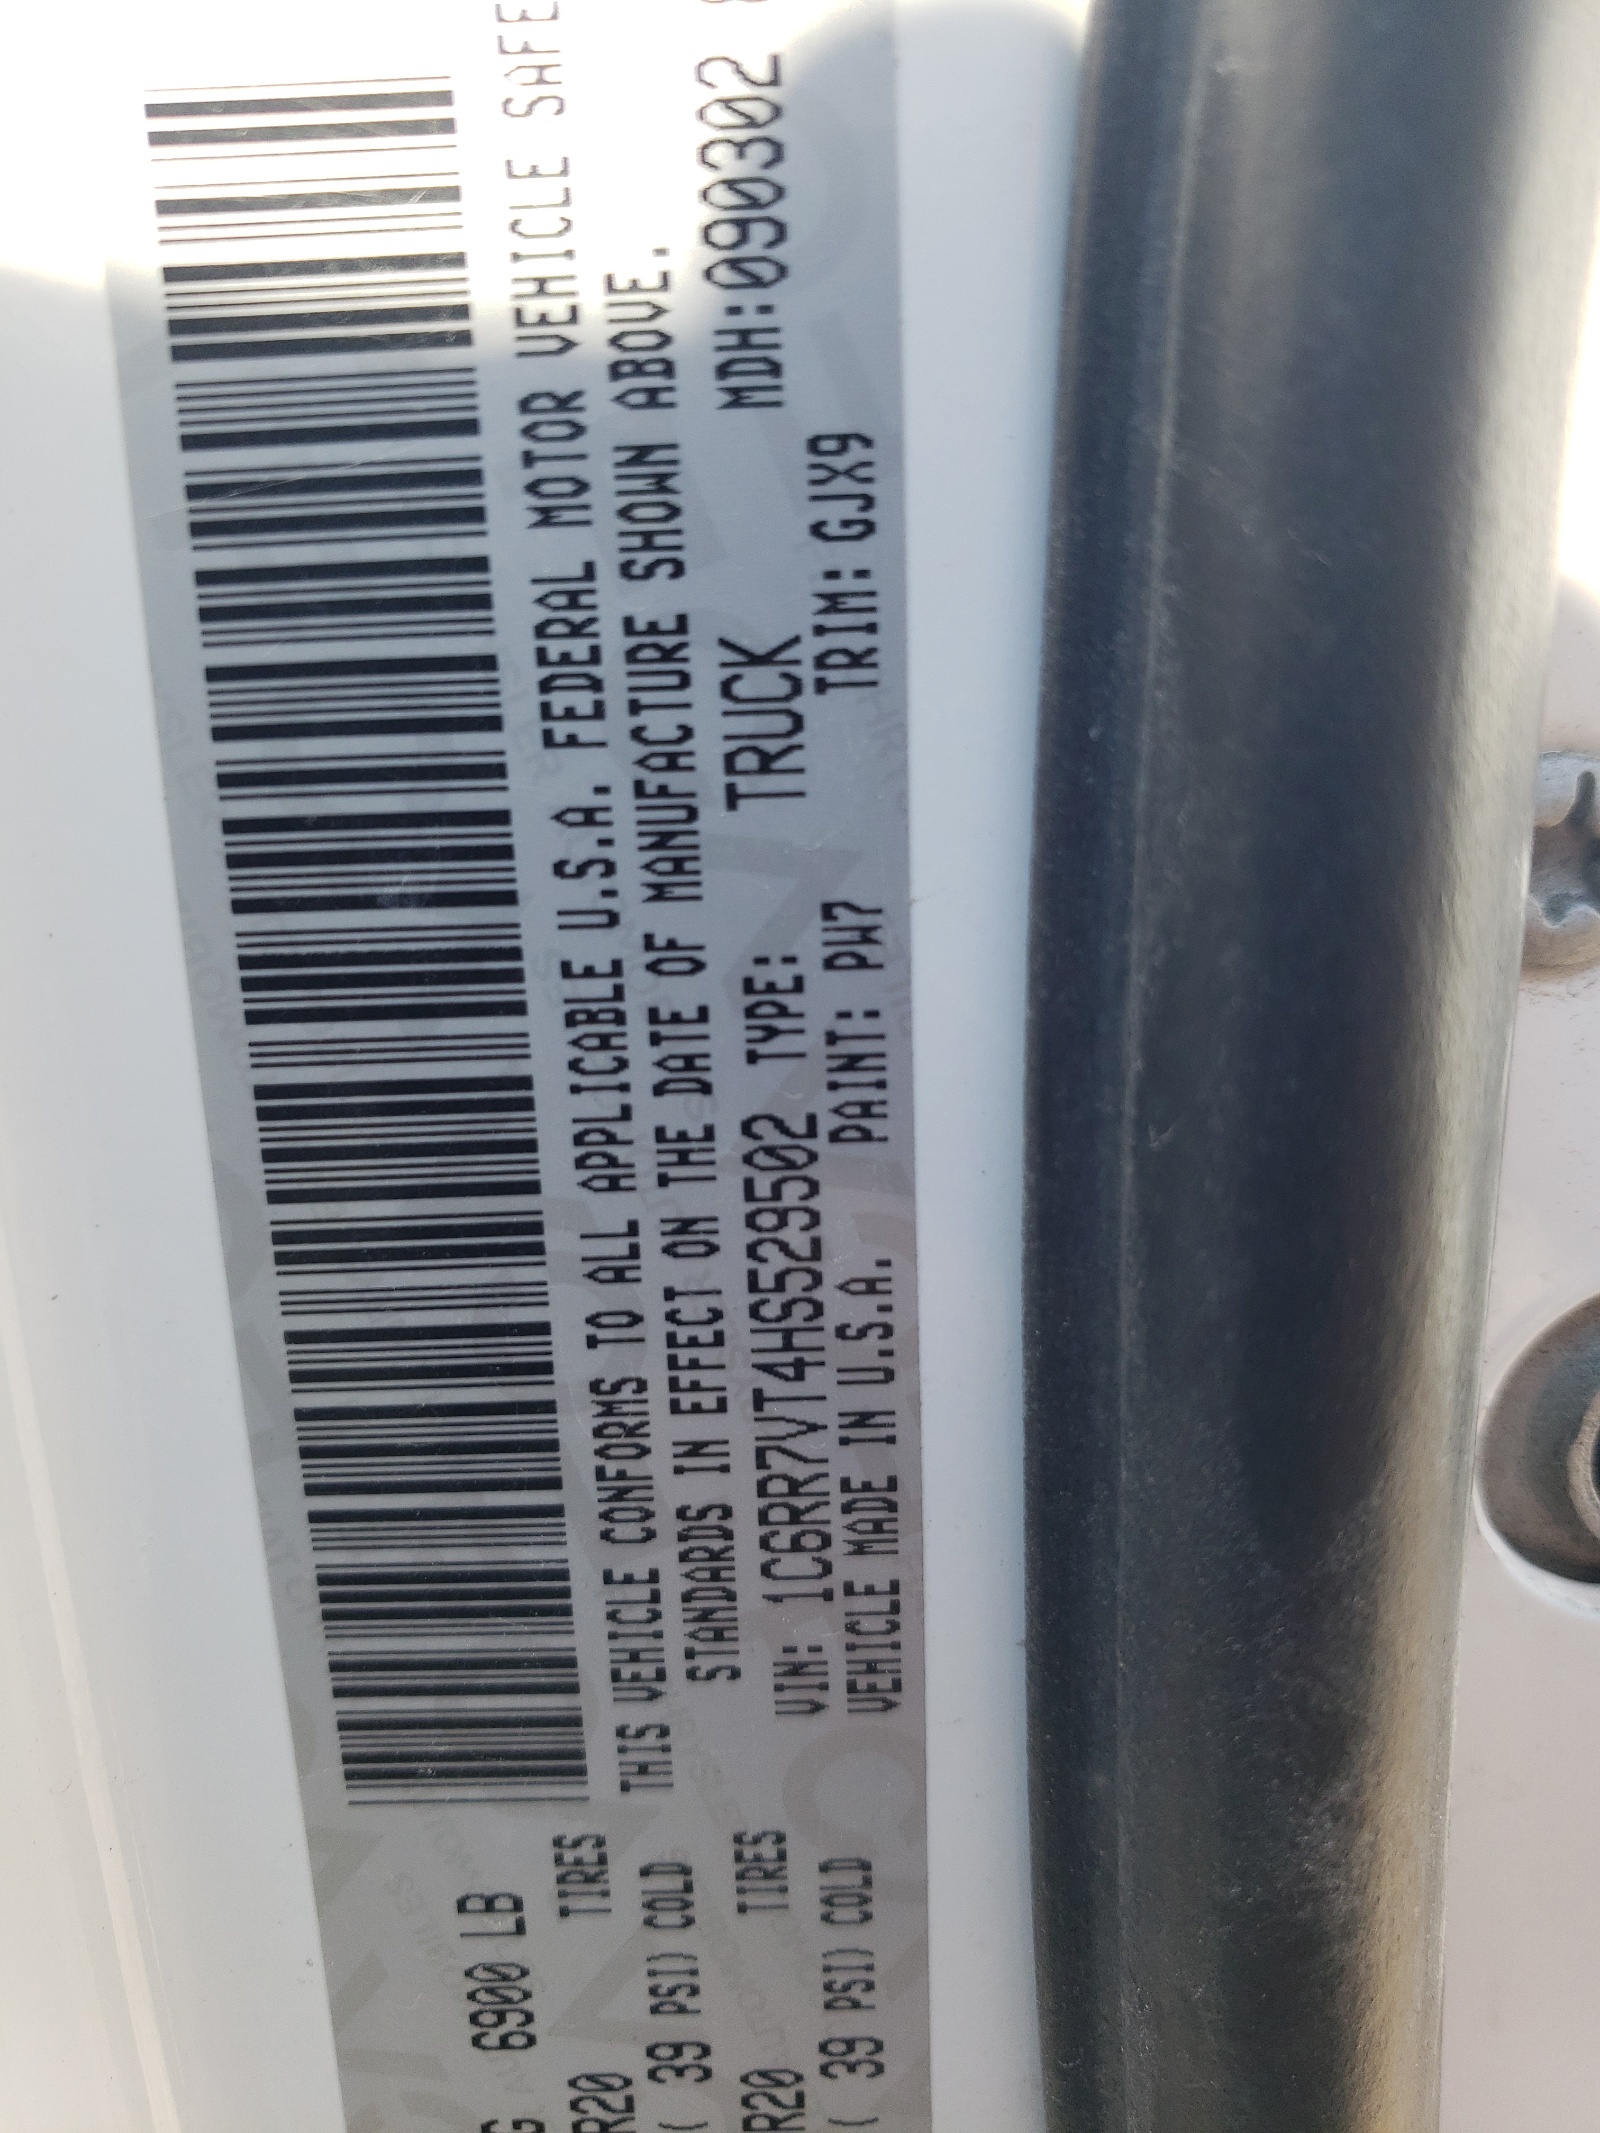 G 6900 LB
R20 TIRES
( 39 PSI) COLD
R20 TIRES
( 39 PSI) COLD
THIS VEHICLE CONFORMS TO ALL APPLICABLE U.S.A. FEDERAL MOTOR VEHICLE SAFE
STANDARDS IN EFFECT ON THE DATE OF MANUFACTURE SHOWN ABOVE.
VIN: 1C6RR7VT4HS529502 TYPE: TRUCK MDH:090302
VEHICLE MADE IN U.S.A. PAINT: PW7 TRIM: GJX9